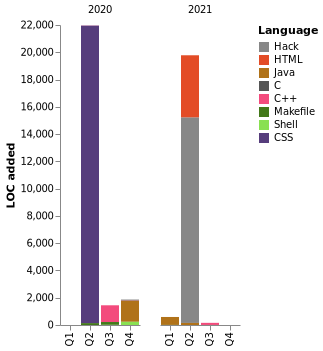 2020 2021
LOC added
22,000
20,000
18,000
16,000
14,000
12,000
10,000
8,000
6,000
4,000
2,000
0
Q1 Q2 Q3 Q4 Q1 Q2 Q3 Q4
Language
Hack
HTML
Java
C
C++
Makefile
Shell
CSS